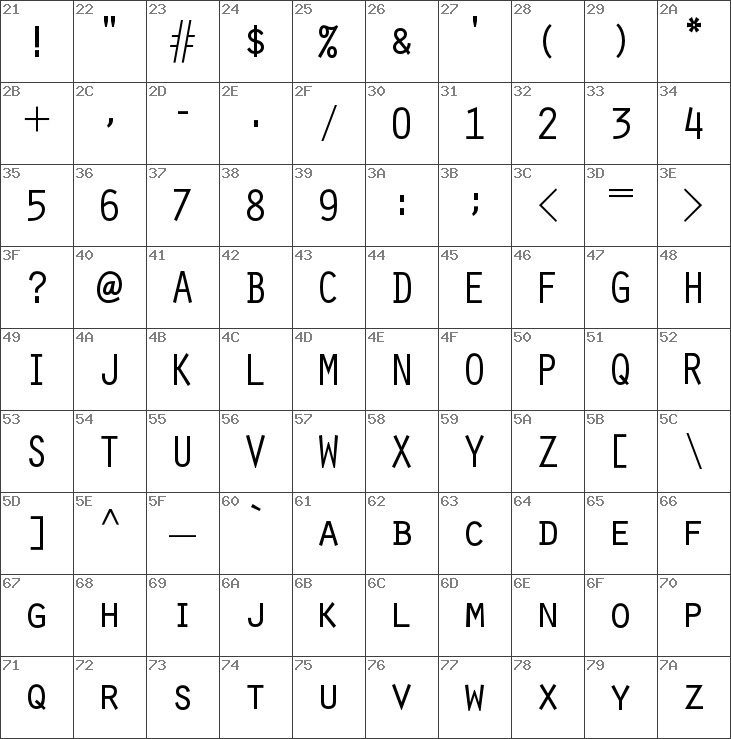 21 22 23 24 25 26 27 28 29 2A
! " # $ % & ' ( ) *
2B 2C 2D 2E 2F 30 31 32 33 34
+ , - . / 0 1 2 3 4
35 36 37 38 39 3A 3B 3C 3D 3E
5 6 7 8 9 : ; < = >
3F 40 41 42 43 44 45 46 47 48
? @ A B C D E F G H
49 4A 4B 4C 4D 4E 4F 50 51 52
I J K L M N O P Q R
53 54 55 56 57 58 59 5A 5B 5C
S T U V W X Y Z [ \
5D 5E 5F 60 61 62 63 64 65 66
] ^ _ ` A B C D E F
67 68 69 6A 6B 6C 6D 6E 6F 70
G H I J K L M N O P
71 72 73 74 75 76 77 78 79 7A
Q R S T U V W X Y Z